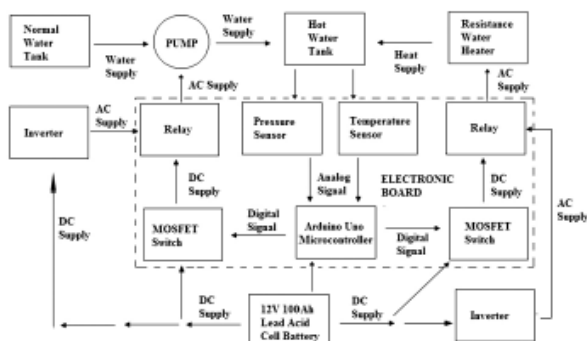 Normal
Water
Tank
Water
Supply
PUMP
Water
Supply
Hot
Water
Tank
Heat
Supply
Resistance
Water
Heater
AC Supply
AC
Supply
Inverter
AC
Supply
Relay
Pressure
Sensor
Temperature
Sensor
Relay
DC
Supply
Analog
Signal
ELECTRONIC
BOARD
DC
Supply
AC
Supply
DC
Supply
MOSFET
Switch
Digital
Signal
Arduino Uno
Microcontroller
Digital
Signal
MOSFET
Switch
DC
Supply
12V 100Ah
Lead Acid
Cell Battery
DC
Supply
Inverter